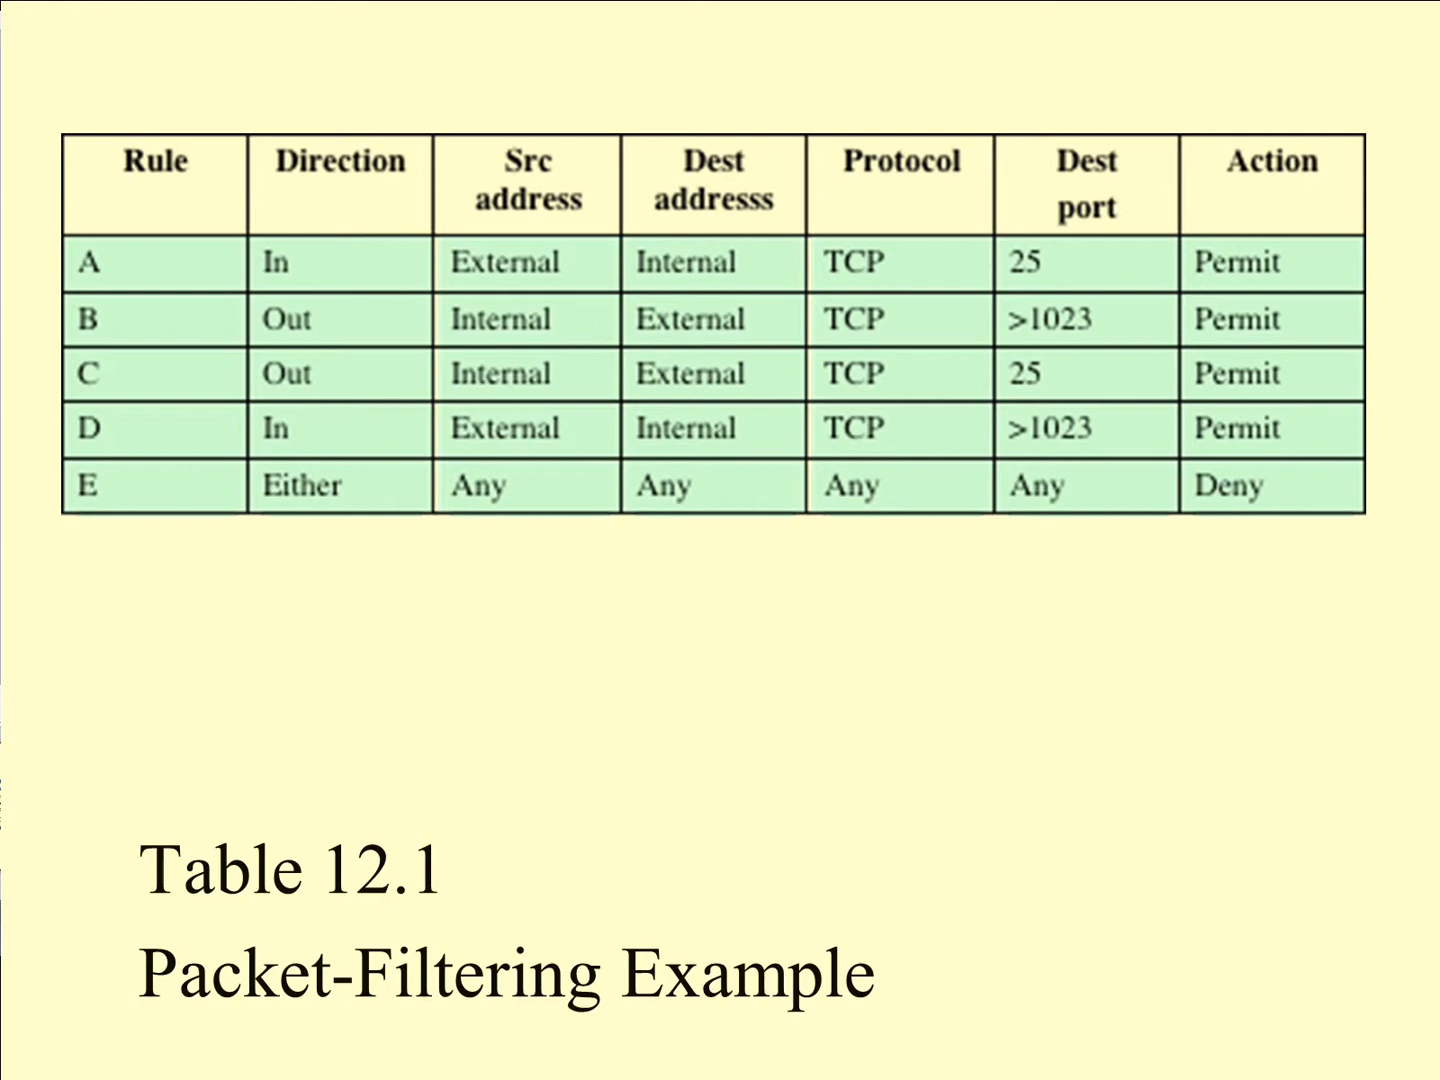 Rule Direction Src address Dest addresss Protocol Dest port Action
A In External Internal TCP 25 Permit
B Out Internal External TCP >1023 Permit
C Out Internal External TCP 25 Permit
D In External Internal TCP >1023 Permit
E Either Any Any Any Any Deny
Table 12.1
Packet-Filtering Example